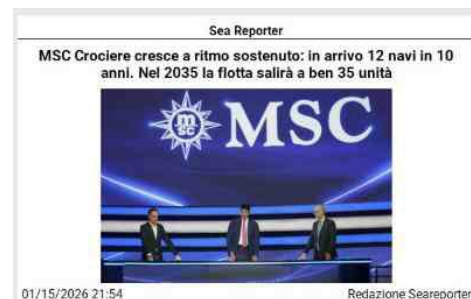 Sea Reporter
MSC Crociere cresce a ritmo sostenuto: in arrivo 12 navi in 10
anni. Nel 2035 la flotta salirà a ben 35 unità
msc
MSC
01/15/2026 21:54
Redazione Seareporter